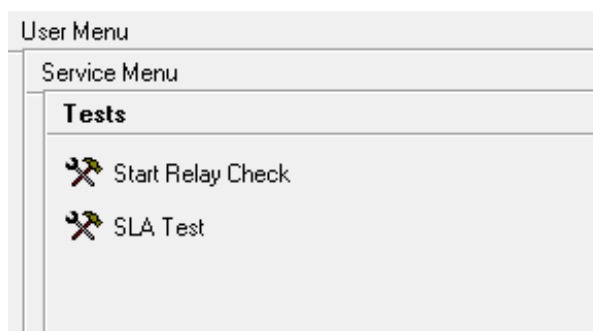 User Menu
Service Menu
Tests
Start Relay Check
SLA Test